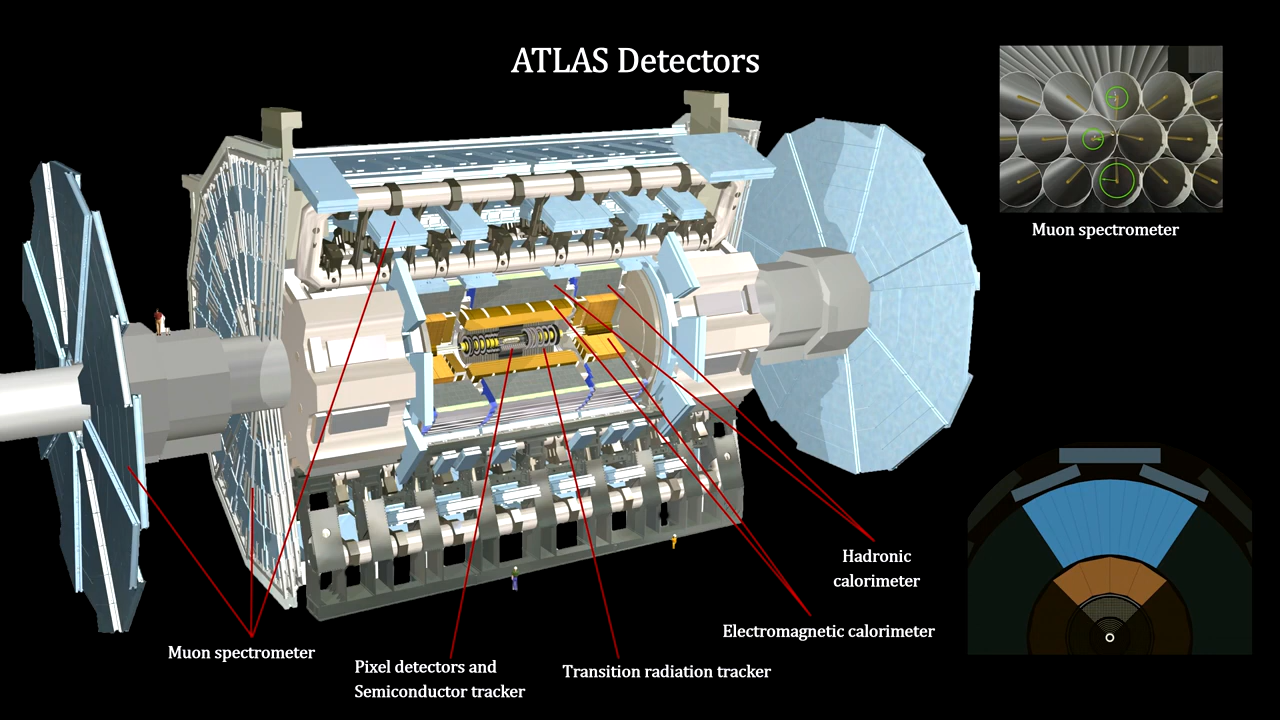 ATLAS Detectors
Muon spectrometer
Hadronic
calorimeter
Electromagnetic calorimeter
Muon spectrometer
Pixel detectors and
Semiconductor tracker
Transition radiation tracker